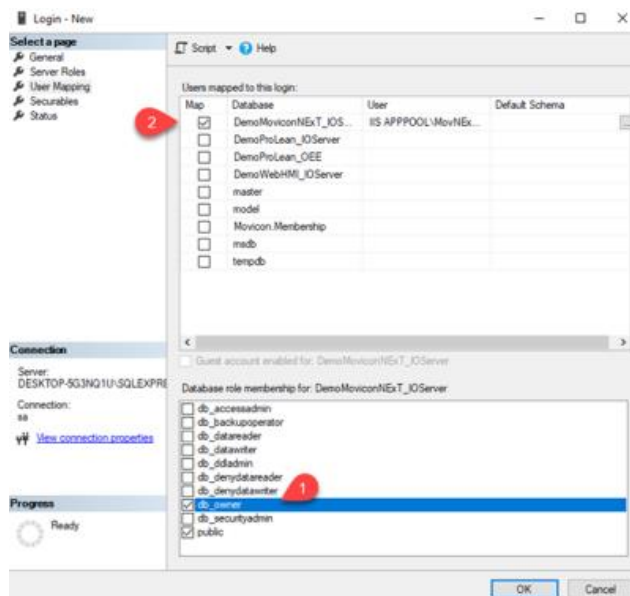 Login - New
Select a page
General
Server Roles
User Mapping
Securables
Status
Script Help
Users mapped to this login:
Map Database User Default Schema
2
DemoMoviconNExT_IOS... IIS APPPOOL\MovNEx... ...
DemoProLean_IOServer
DemoProLean_OEE
DemoWebHMI_IOServer
master
model
Movicon.Membership
msdb
tempdb
Guest account enabled for: DemoMoviconNExT_IOServer
Connection
Server:
DESKTOP-5G3NQ1U\SQLEXPRE
Connection:
sa
View connection properties
Database role membership for: DemoMoviconNExT_IOServer
db_accessadmin
db_backupoperator
db_datareader
db_datawriter
db_ddladmin
db_denydatareader
db_denydatawriter
1
db_owner
db_securityadmin
public
Progress
Ready
OK Cancel